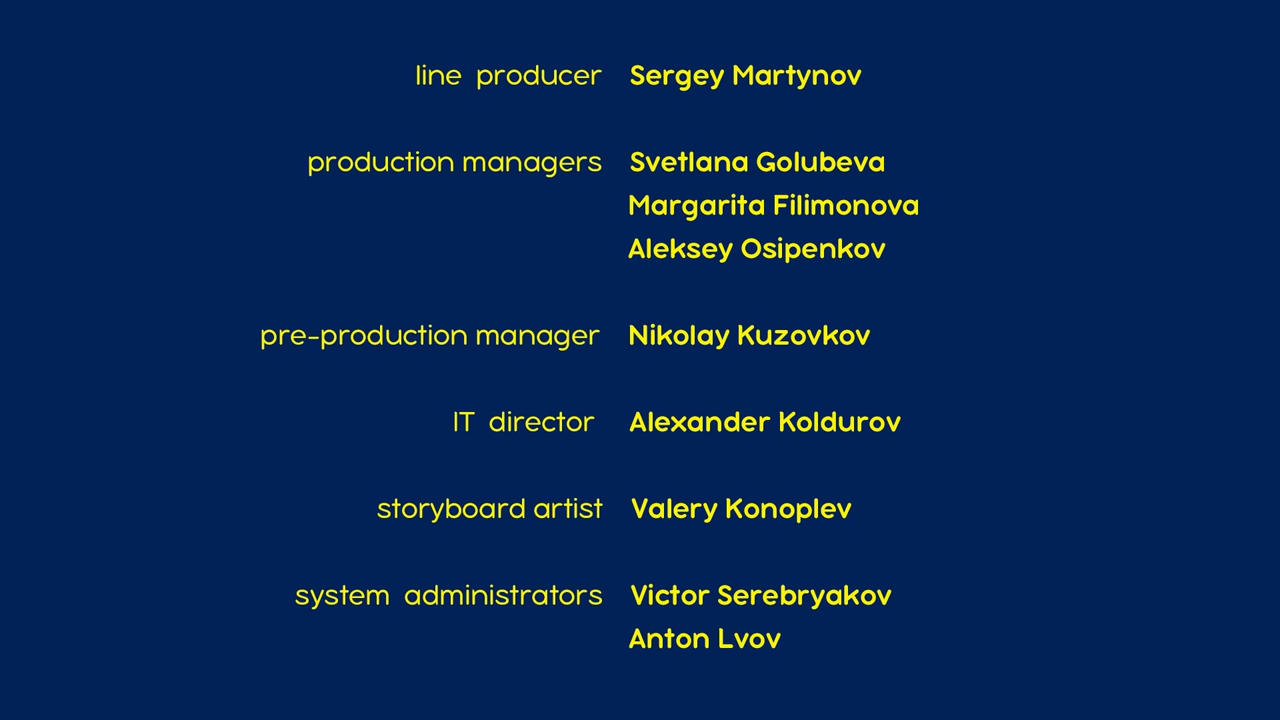 line producer Sergey Martynov
production managers Svetlana Golubeva
Margarita Filimonova
Aleksey Osipenkov
pre-production manager Nikolay Kuzovkov
IT director Alexander Koldurov
storyboard artist Valery Konoplev
system administrators Victor Serebryakov
Anton Lvov